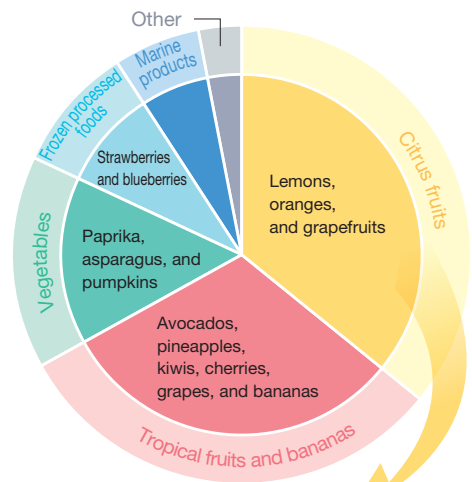 Other
Marine
products
Frozen processed
foods
Strawberries
and blueberries
Lemons,
oranges,
and grapefruits
Citrus fruits
Vegetables
Paprika,
asparagus, and
pumpkins
Avocados,
pineapples,
kiwis, cherries,
grapes, and bananas
Tropical fruits and bananas